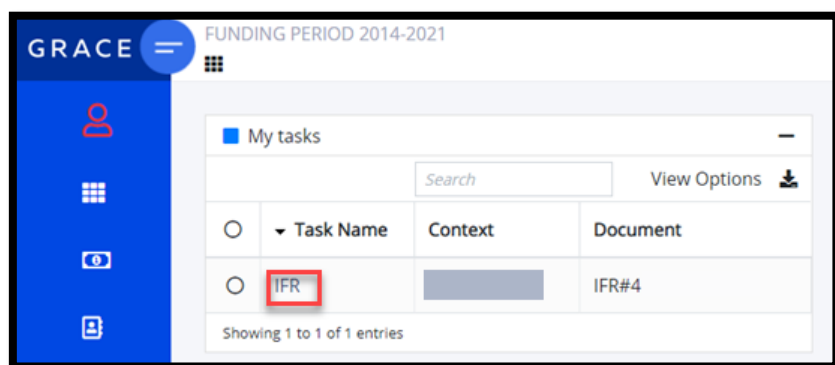 GRACE
FUNDING PERIOD 2014-2021
My tasks
Search View Options
Task Name Context Document
IFR IFR#4
Showing 1 to 1 of 1 entries